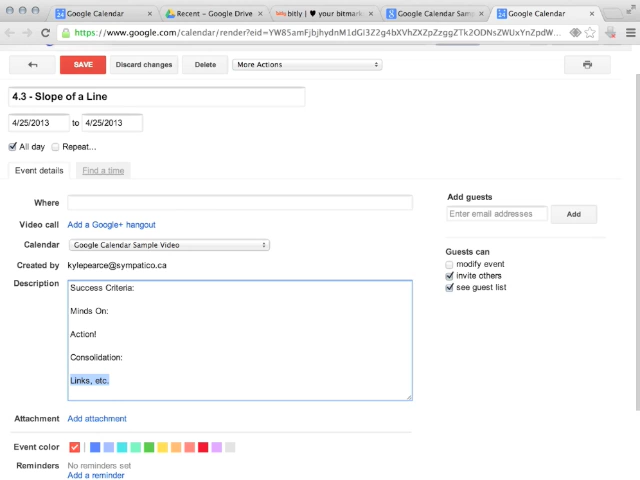 Google Calendar
Recent - Google Drive
bitly | ♥ your bitmark
Google Calendar Sam
Google Calendar
https://www.google.com/calendar/render?eid=
SAVE
Discard changes
Delete
More Actions
4.3 - Slope of a Line
4/25/2013 to 4/25/2013
All day Repeat...
Event details Find a time
Where
Video call Add a Google+ hangout
Calendar Google Calendar Sample Video
Created by kylepearce@sympatico.ca
Description Success Criteria:
Minds On:
Action!
Consolidation:
Links, etc.
Attachment Add attachment
Event color
Reminders No reminders set
Add a reminder
Add guests
Enter email addresses Add
Guests can
modify event
invite others
see guest list